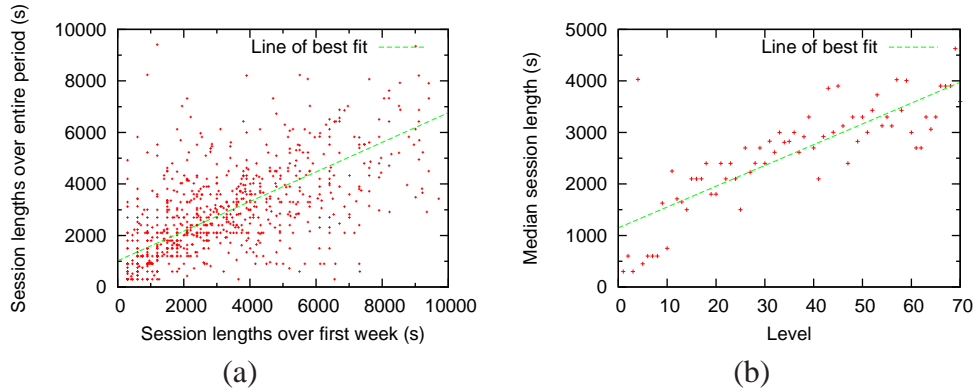 Session lengths over entire period (s)
10000
8000
6000
4000
2000
0
Line of best fit
0 2000 4000 6000 8000 10000
Session lengths over first week (s)
(a)
Median session length (s)
5000
4000
3000
2000
1000
0
Line of best fit
0 10 20 30 40 50 60 70
Level
(b)